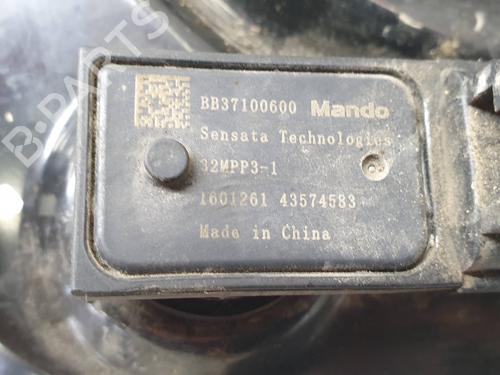 BB37100600 Mando
Sensata Technologies
32MPP3-1
1601261 43574583
Made in China
B-PARTS